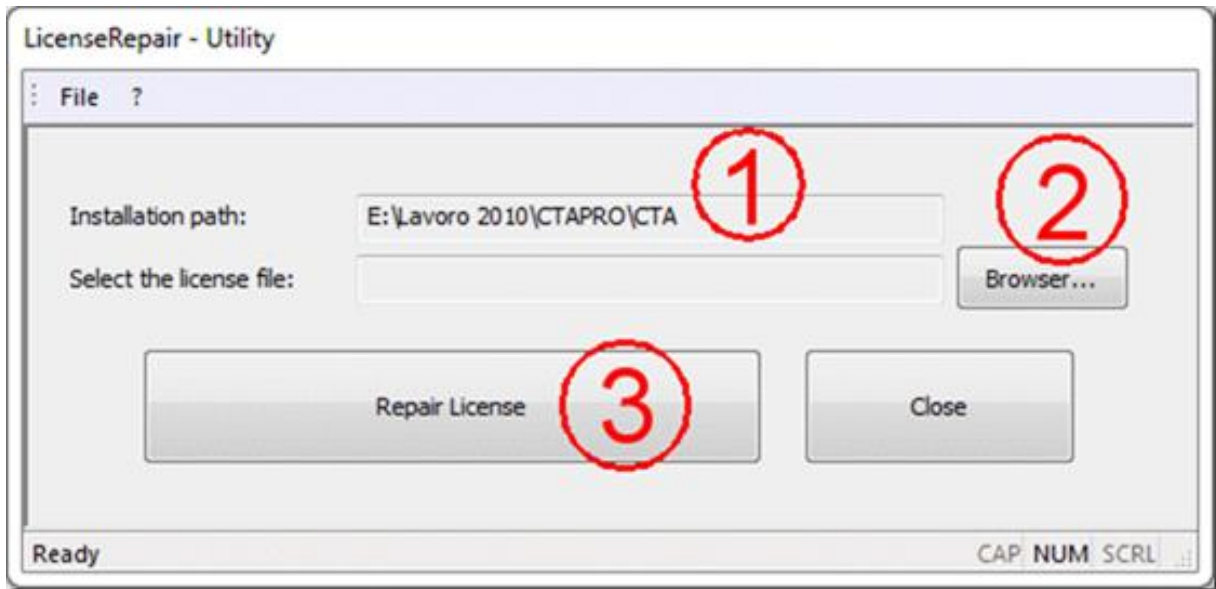 LicenseRepair - Utility
File ?
1
2
Installation path: E:\Lavoro 2010\CTAPRO\CTA
Select the license file: Browser...
Repair License 3 Close
Ready CAP NUM SCRL